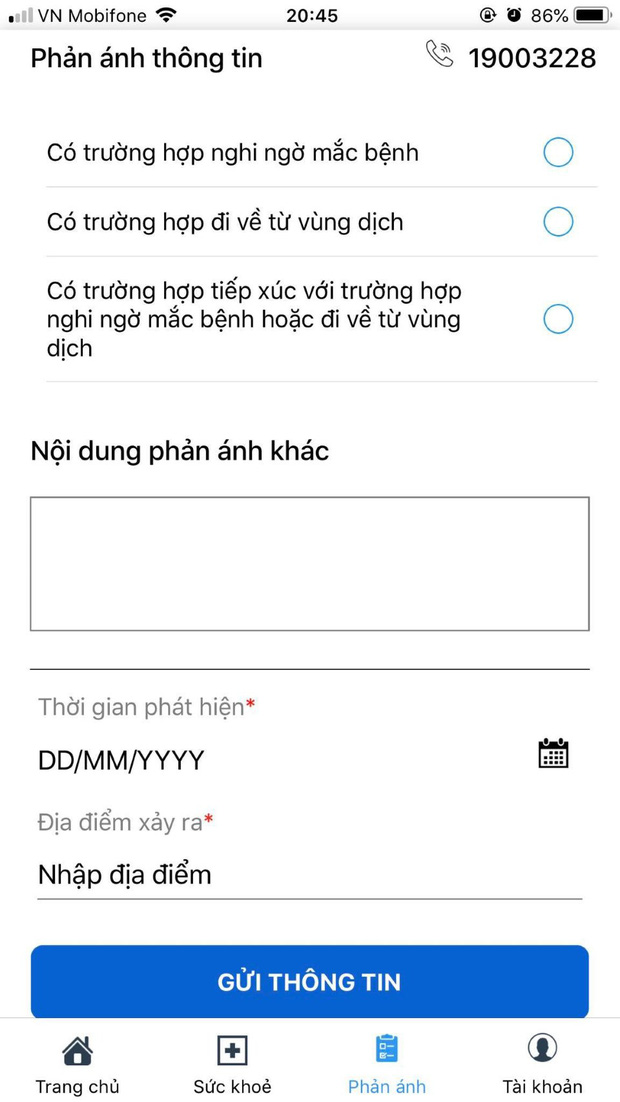 VN Mobifone 20:45 86%
Phản ánh thông tin 19003228
Có trường hợp nghi ngờ mắc bệnh
Có trường hợp đi về từ vùng dịch
Có trường hợp tiếp xúc với trường hợp
nghi ngờ mắc bệnh hoặc đi về từ vùng
dịch
Nội dung phản ánh khác
Thời gian phát hiện*
DD/MM/YYYY
Địa điểm xảy ra*
Nhập địa điểm
GỬI THÔNG TIN
Trang chủ Sức khoẻ Phản ánh Tài khoản